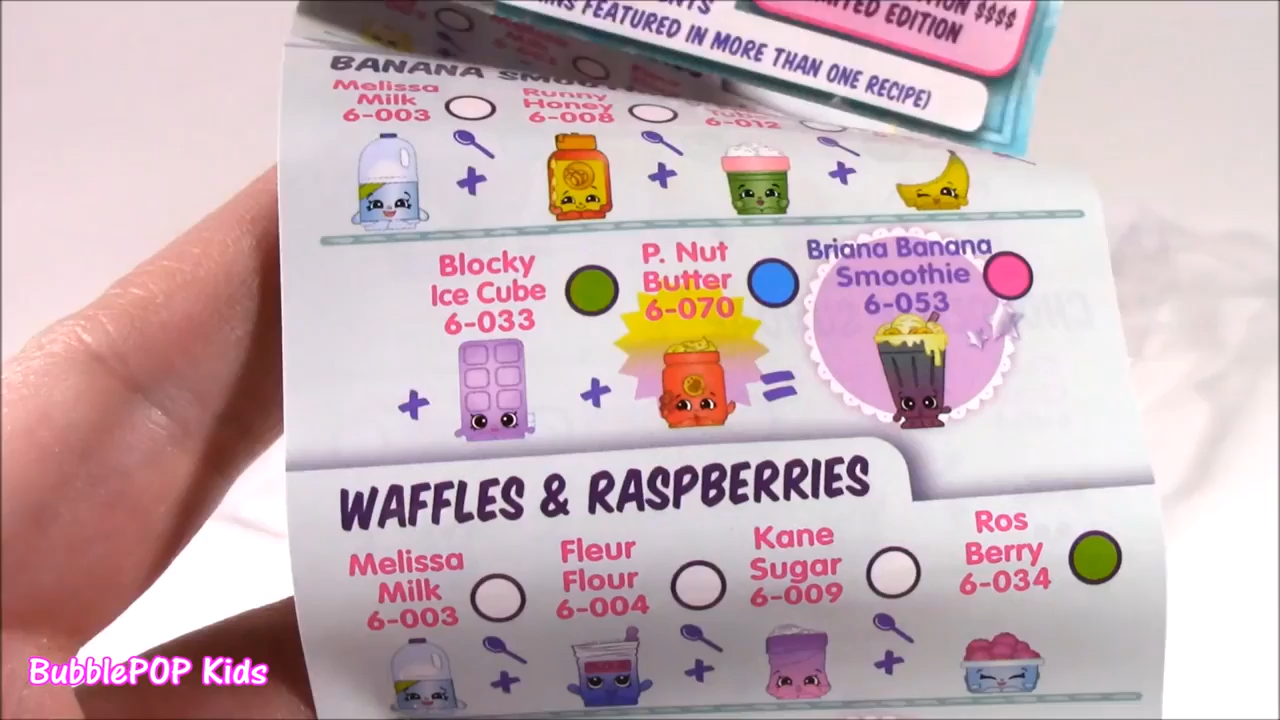 $$$$
LIMITED EDITION
FEATURED IN MORE THAN ONE RECIPE)
BANANA
Melissa
Milk
6-003
Runny
Honey
6-008
6-012
Blocky
Ice Cube
6-033
P. Nut
Butter
6-070
Briana Banana
Smoothie
6-053
WAFFLES & RASPBERRIES
Melissa
Milk
6-003
Fleur
Flour
6-004
Kane
Sugar
6-009
Ros
Berry
6-034
BubblePOP Kids